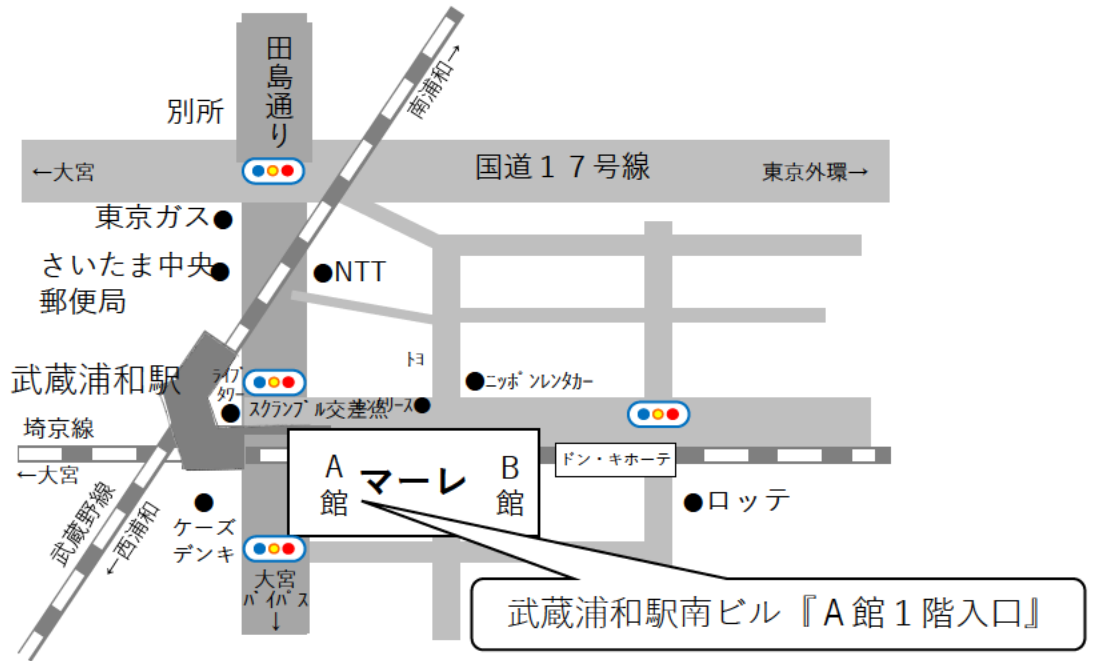 田島通り
南浦和→
別所
←大宮
国道１７号線
東京外環→
東京ガス
さいたま中央
郵便局
NTT
武蔵浦和駅
ﾗｲﾌﾞ
ﾀﾜｰ
ﾄﾖ
ﾆｯﾎﾟﾝﾚﾝﾀｶｰ
ｽｸﾗﾝﾌﾞﾙ交差点
ﾘｰｽ
埼京線
←大宮
A
館
マーレ
B
館
ドン・キホーテ
ロッテ
武蔵野線
←西浦和
ケーズ
デンキ
大宮
ﾊﾞｲﾊﾟｽ
↓
武蔵浦和駅南ビル『A館１階入口』